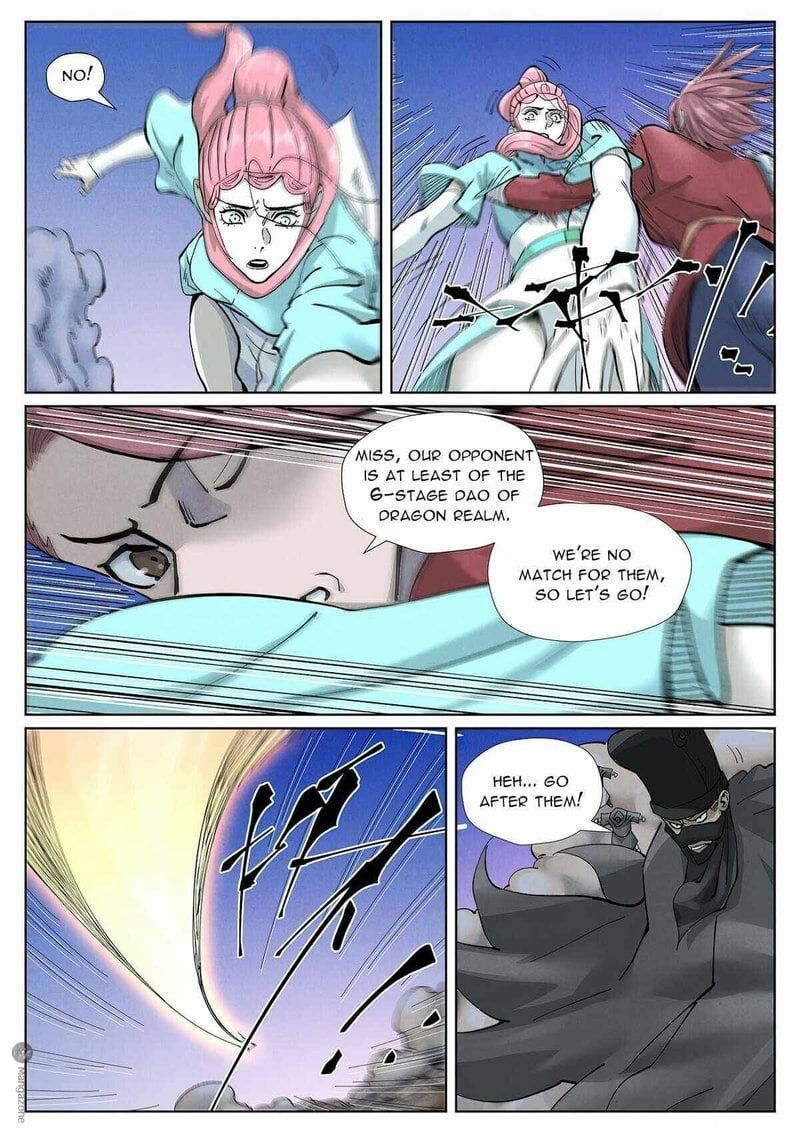 NO!
MISS, OUR OPPONENT
IS AT LEAST OF THE
6-STAGE DAO OF
DRAGON REALM.
WE'RE NO
MATCH FOR THEM,
SO LET'S GO!
HEH... GO
AFTER THEM!
Mangazone